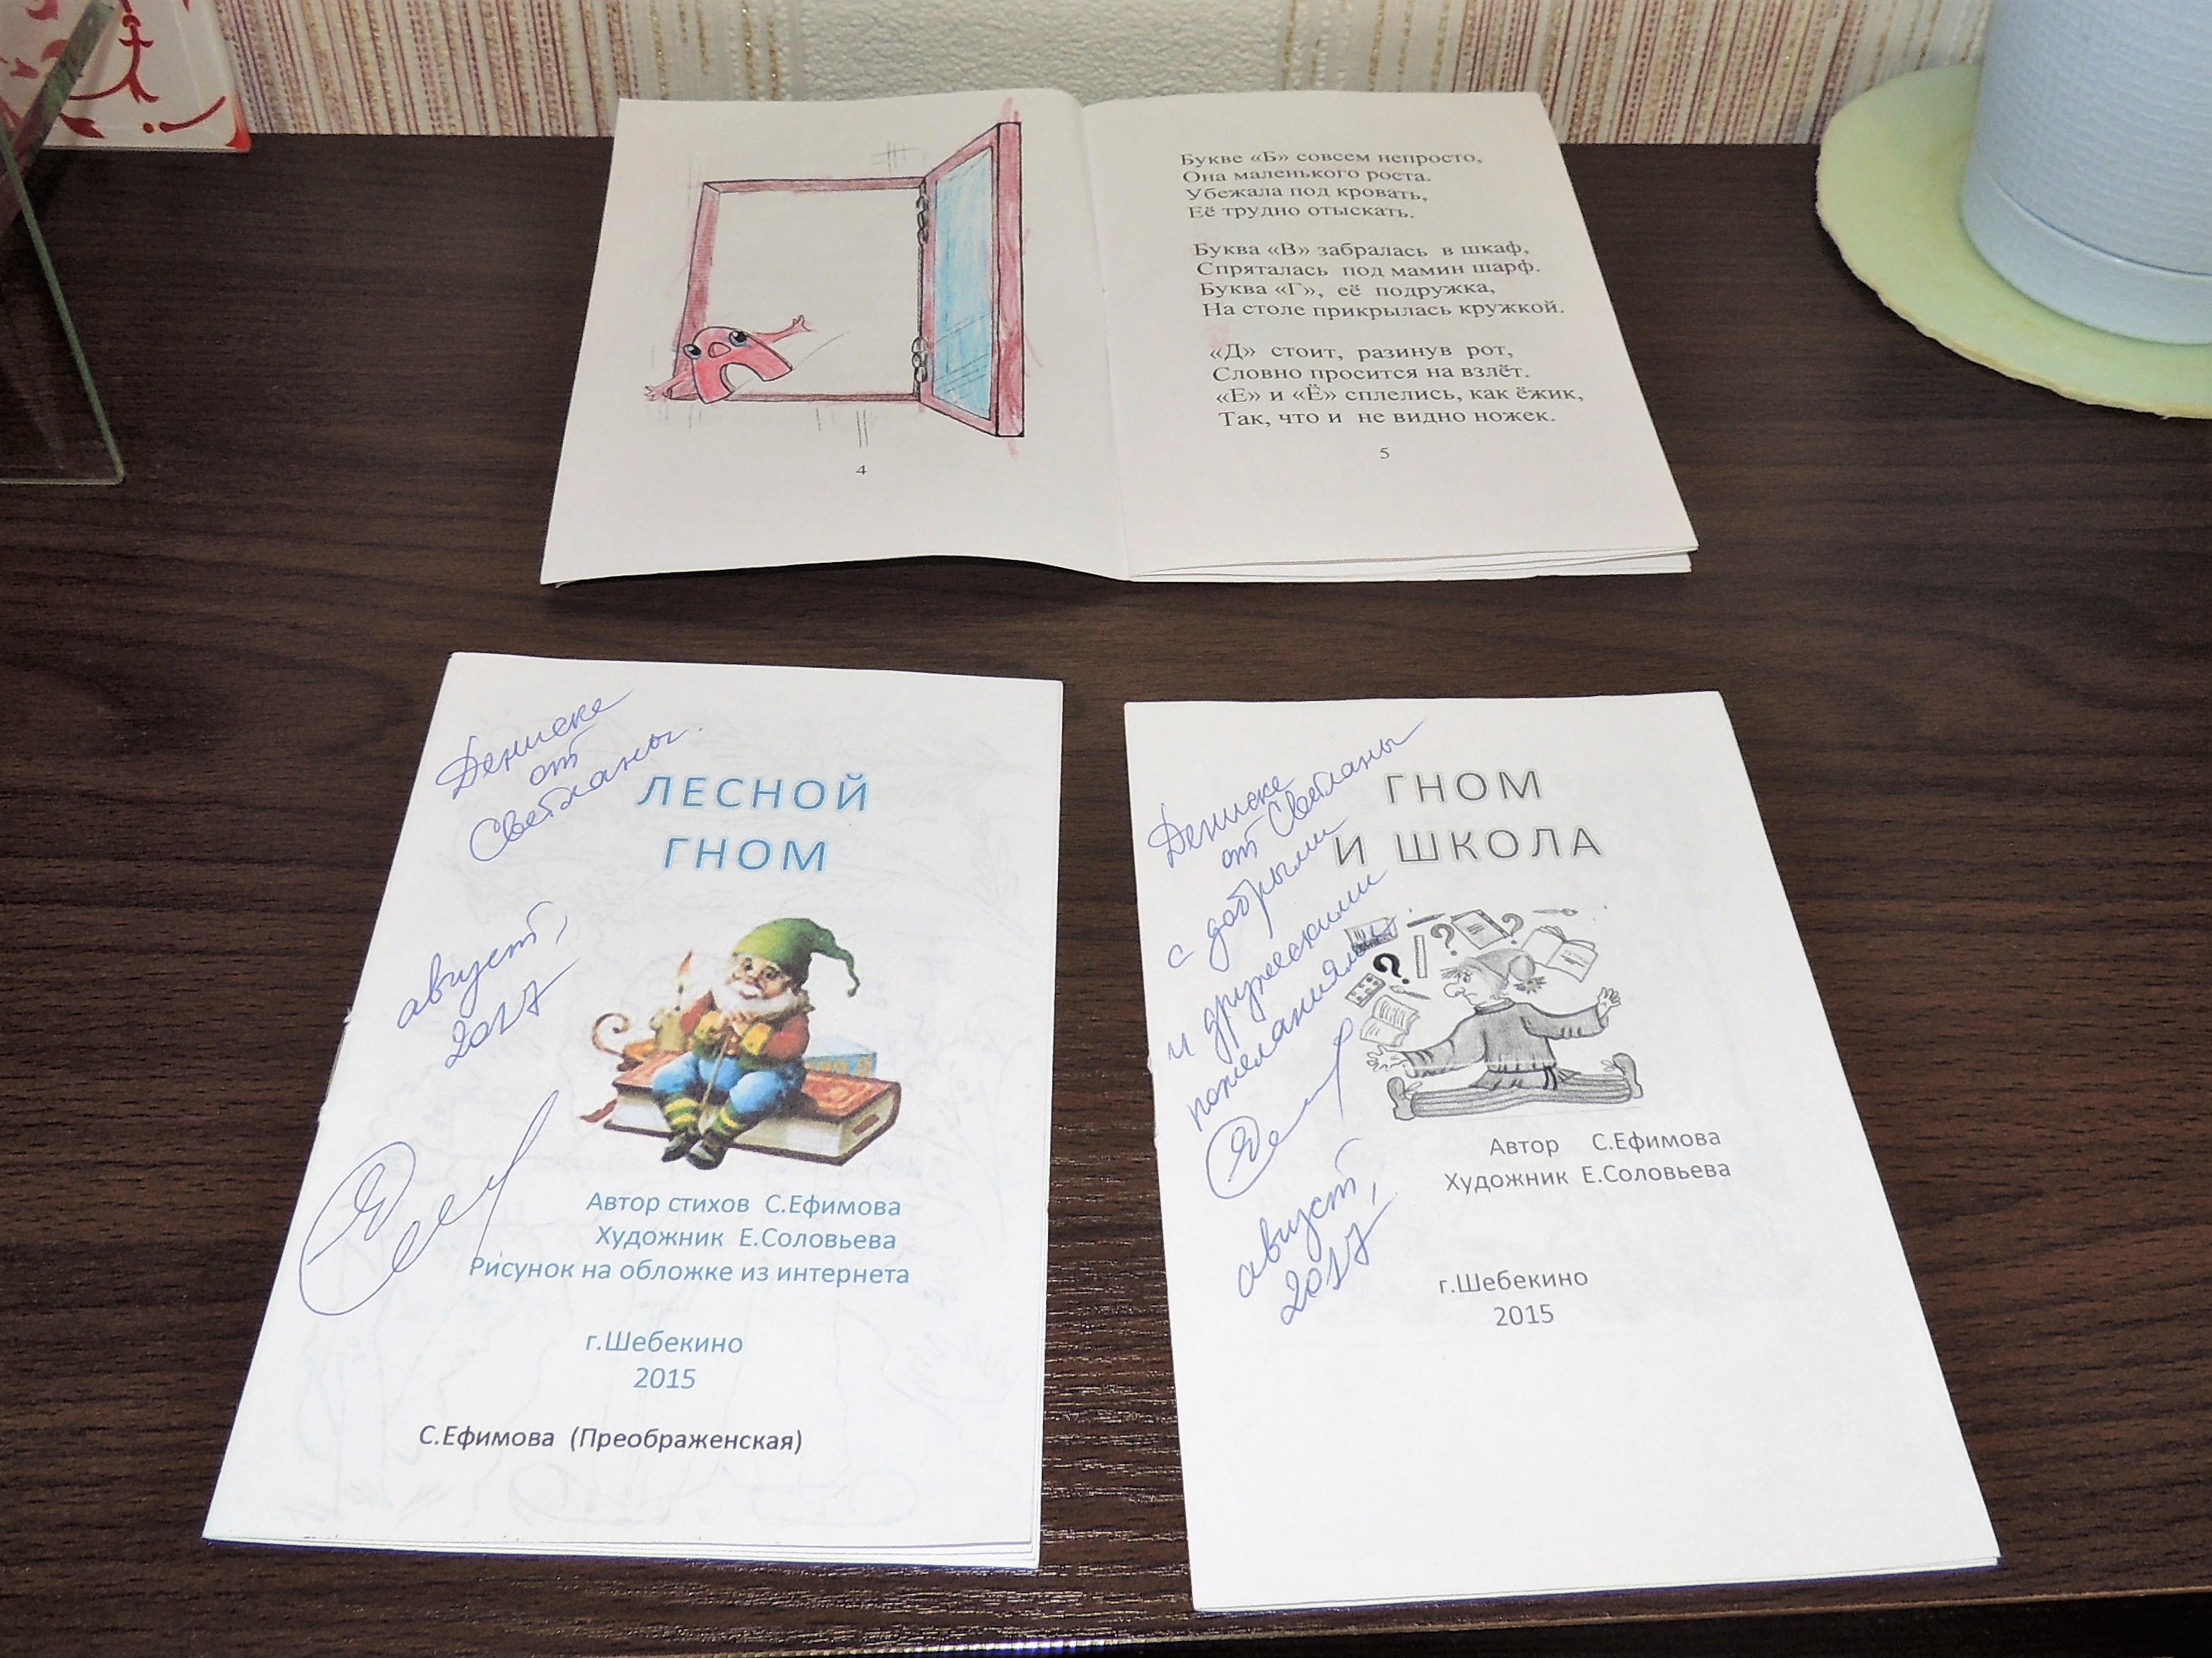 Букве «Б» совсем непросто,
Она маленького роста.
Убежала под кровать,
Её трудно отыскать.
Буква «В» забралась в шкаф,
Спряталась под мамин шарф.
Буква «Г», её подружка,
На столе прикрылась кружкой.
«Д» стоит, разинув рот,
Словно просится на взлёт.
«Е» и «Ё» сплелись, как ёжик,
Так, что и не видно ножек.
4
5
Дениске
от
Светланы.
ЛЕСНОЙ
ГНОМ
август,
2017
Автор стихов С.Ефимова
Художник Е.Соловьева
Рисунок на обложке из интернета
г.Шебекино
2015
С.Ефимова (Преображенская)
Дениске
от Светланы
с добрыми
и дружескими
пожеланиями.
ГНОМ
И ШКОЛА
? ? ?
Автор С.Ефимова
Художник Е.Соловьева
август,
2017
г.Шебекино
2015